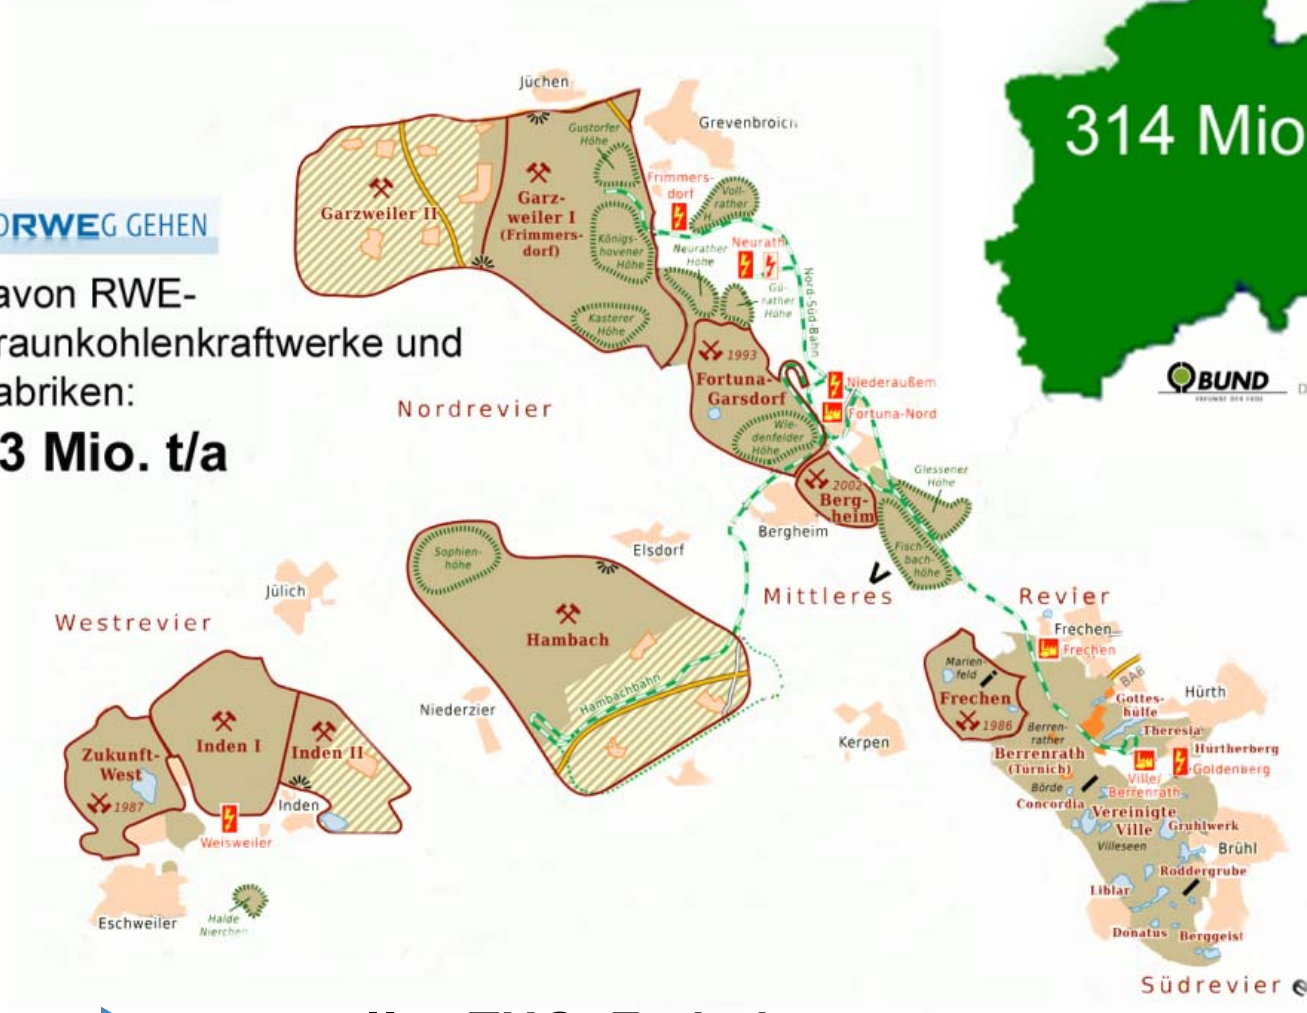 ORWEG GEHEN
avon RWE-
raunkohlenkraftwerke und
abriken:
3 Mio. t/a
314 Mio
BUND
FREUNDE DER ERDE
D
Nordrevier
Jüchen
Grevenbroich
Gustorfer
Höhe
Garzweiler II
Garz-
weiler I
(Frimmers-
dorf)
Königs-
hovener
Höhe
Kasterer
Höhe
Frimmers-
dorf
Voll-
rather
H
Neurather
Höhe
Neurath
Gü-
rather
Höhe
Nord-Süd-Bahn
1993
Fortuna-
Garsdorf
Wie-
denfelder
Höhe
Niederaußem
Fortuna-Nord
2002
Berg-
heim
Bergheim
Glessener
Höhe
Fisch-
bach-
höhe
Mittleres
Revier
Sophien-
höhe
Elsdorf
Hambach
Hambachbahn
Niederzier
Kerpen
Westrevier
Jülich
Zukunft-
West
1987
Inden I
Inden II
Inden
Weisweiler
Eschweiler
Halde
Nierchen
Frechen
Frechen
Marien-
feld
Frechen
1986
BAB
Gottes-
hülfe
Hürth
Theresia
Berren-
rather
Börde
Berrenrath
(Türnich)
Hürtherberg
Goldenberg
Ville/
Berrenrath
Concordia
Vereinigte
Ville
Gruhlwerk
Villeseen
Brühl
Roddergrube
Liblar
Donatus
Berggeist
Südrevier